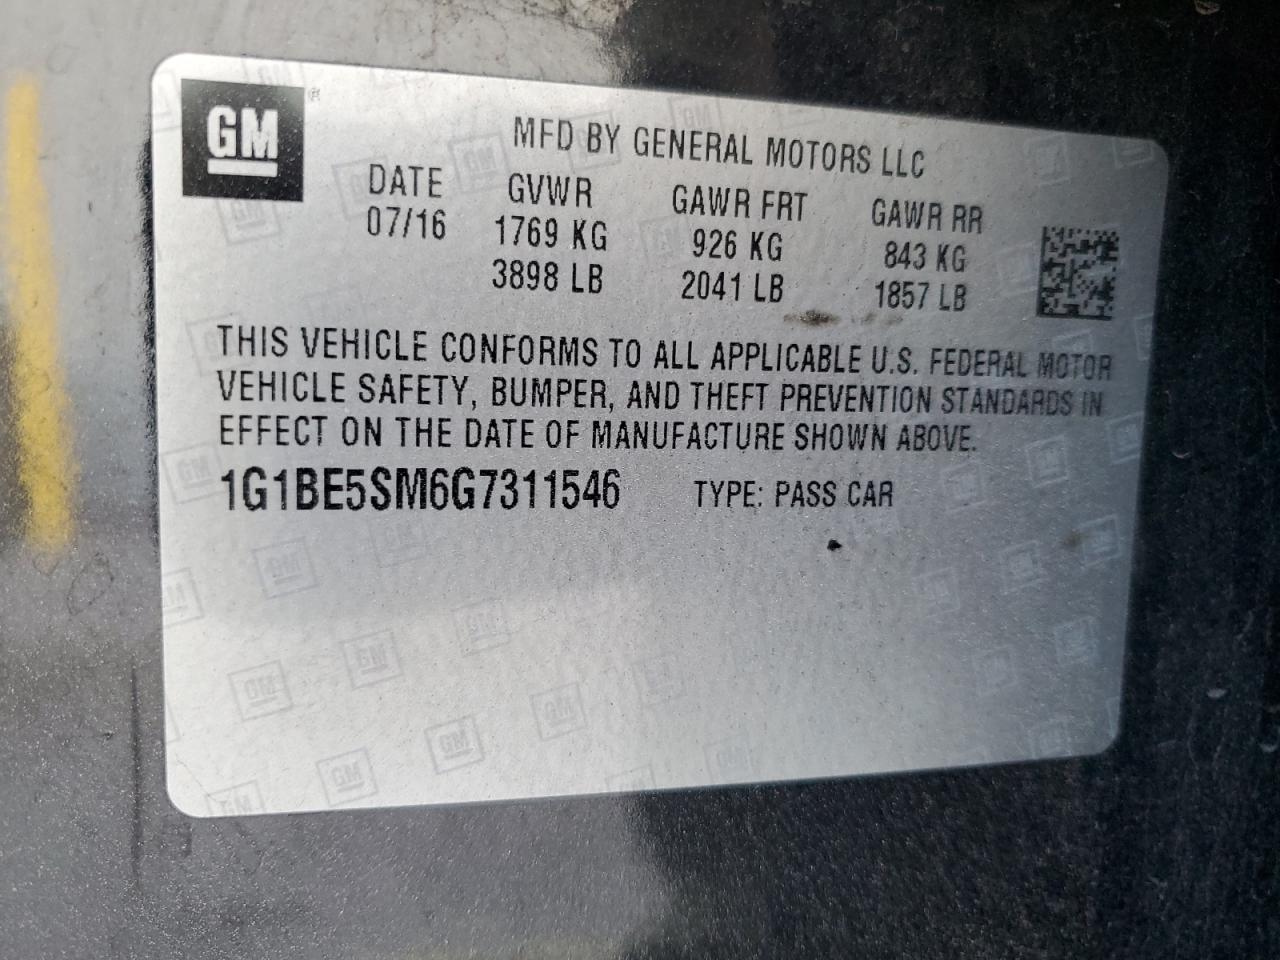 GM
MFD BY GENERAL MOTORS LLC
DATE GVWR GAWR FRT GAWR RR
07/16 1769 KG 926 KG 843 KG
3898 LB 2041 LB 1857 LB
THIS VEHICLE CONFORMS TO ALL APPLICABLE U.S. FEDERAL MOTOR
VEHICLE SAFETY, BUMPER, AND THEFT PREVENTION STANDARDS IN
EFFECT ON THE DATE OF MANUFACTURE SHOWN ABOVE.
1G1BE5SM6G7311546 TYPE: PASS CAR